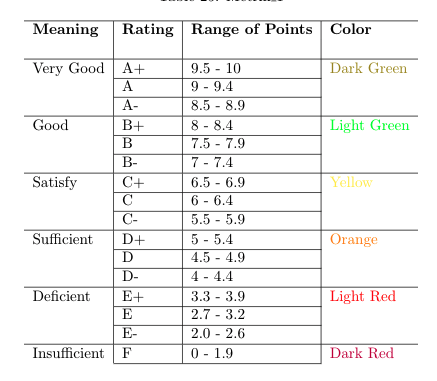 Meaning Rating Range of Points Color
Very Good A+ 9.5 - 10 Dark Green
A 9 - 9.4
A- 8.5 - 8.9
Good B+ 8 - 8.4 Light Green
B 7.5 - 7.9
B- 7 - 7.4
Satisfy C+ 6.5 - 6.9 Yellow
C 6 - 6.4
C- 5.5 - 5.9
Sufficient D+ 5 - 5.4 Orange
D 4.5 - 4.9
D- 4 - 4.4
Deficient E+ 3.3 - 3.9 Light Red
E 2.7 - 3.2
E- 2.0 - 2.6
Insufficient F 0 - 1.9 Dark Red